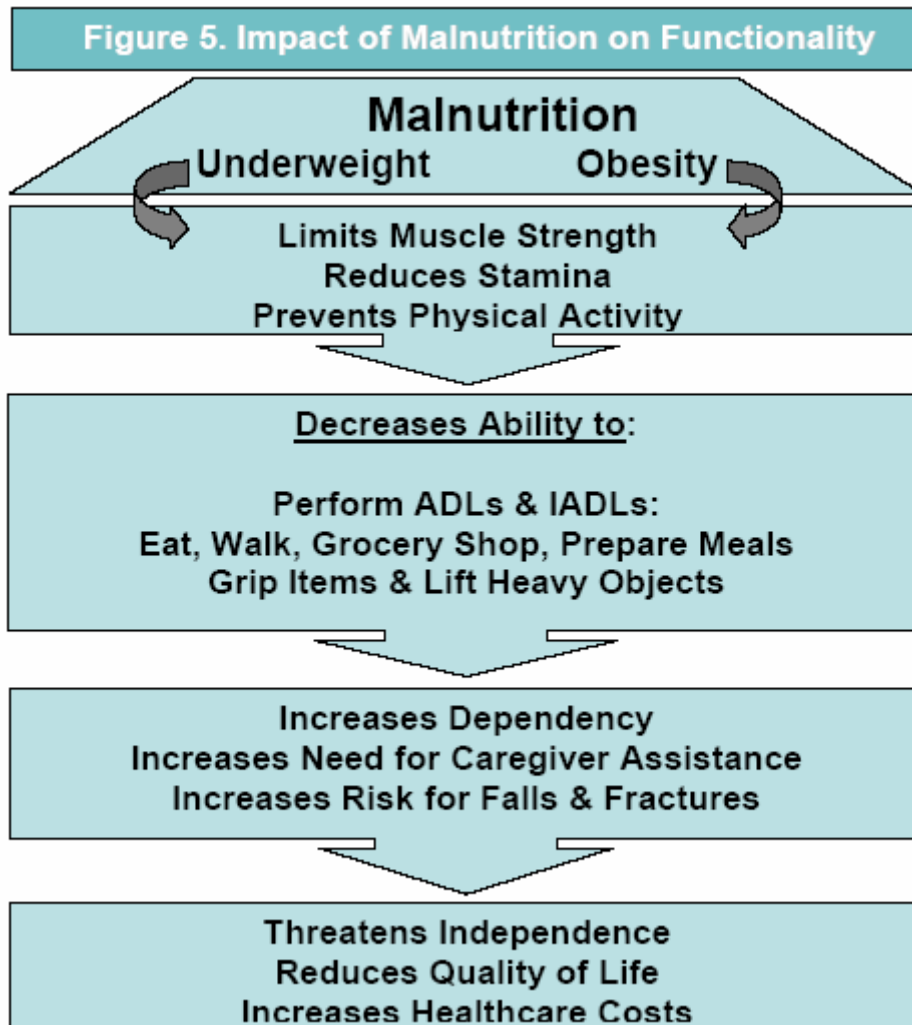 Figure 5. Impact of Malnutrition on Functionality
Malnutrition
Underweight Obesity
Limits Muscle Strength
Reduces Stamina
Prevents Physical Activity
Decreases Ability to:
Perform ADLs & IADLs:
Eat, Walk, Grocery Shop, Prepare Meals
Grip Items & Lift Heavy Objects
Increases Dependency
Increases Need for Caregiver Assistance
Increases Risk for Falls & Fractures
Threatens Independence
Reduces Quality of Life
Increases Healthcare Costs